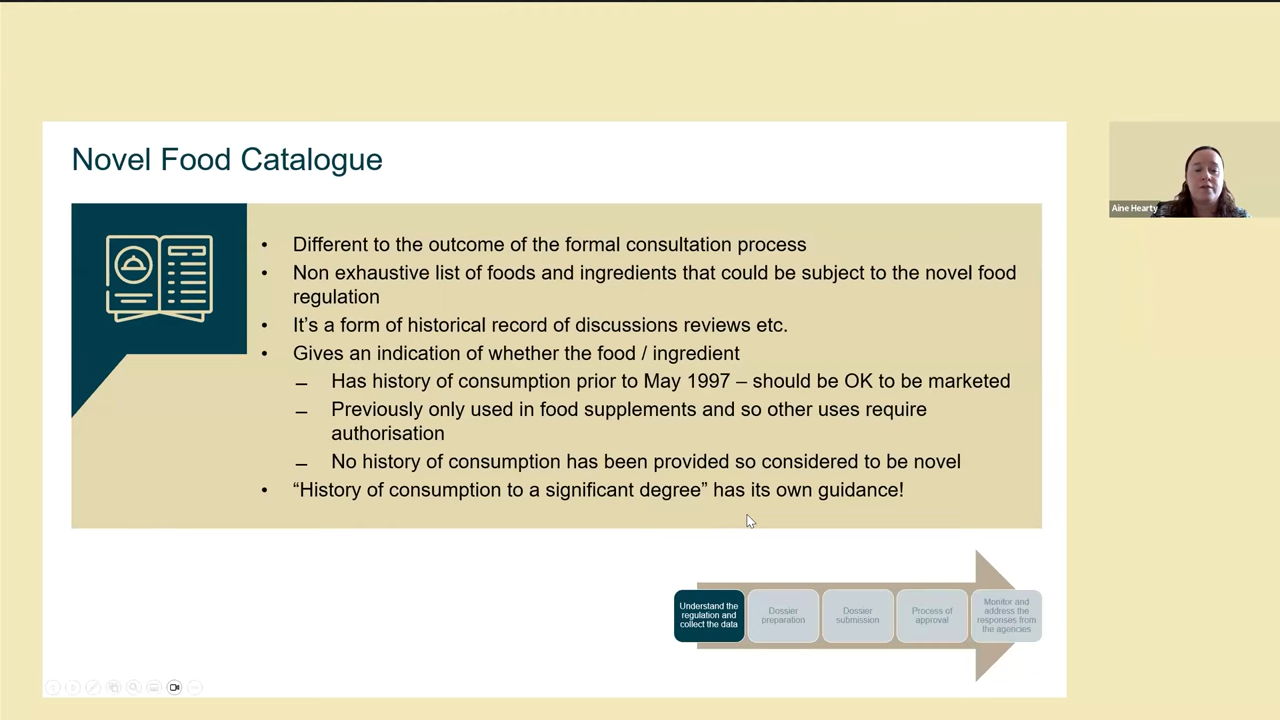 Novel Food Catalogue
Aine Hearty
• Different to the outcome of the formal consultation process
• Non exhaustive list of foods and ingredients that could be subject to the novel food
regulation
• It's a form of historical record of discussions reviews etc.
• Gives an indication of whether the food / ingredient
– Has history of consumption prior to May 1997 – should be OK to be marketed
– Previously only used in food supplements and so other uses require
authorisation
– No history of consumption has been provided so considered to be novel
• “History of consumption to a significant degree” has its own guidance!
Understand the
regulation and
collect the data
Dossier
preparation
Dossier
submission
Process of
approval
Monitor and
address the
responses from
the agencies